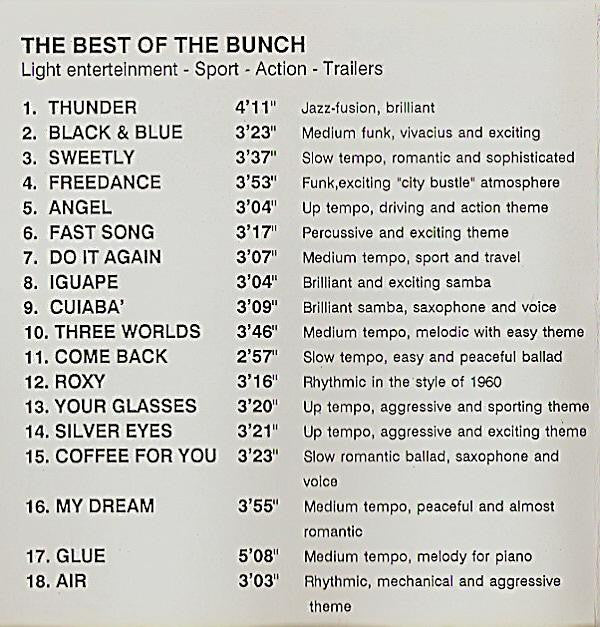 THE BEST OF THE BUNCH
Light enterteinment - Sport - Action - Trailers
1. THUNDER 4'11" Jazz-fusion, brilliant
2. BLACK & BLUE 3'23" Medium funk, vivacius and exciting
3. SWEETLY 3'37" Slow tempo, romantic and sophisticated
4. FREEDANCE 3'53" Funk,exciting "city bustle" atmosphere
5. ANGEL 3'04" Up tempo, driving and action theme
6. FAST SONG 3'17" Percussive and exciting theme
7. DO IT AGAIN 3'07" Medium tempo, sport and travel
8. IGUAPE 3'04" Brilliant and exciting samba
9. CUIABA' 3'09" Brilliant samba, saxophone and voice
10. THREE WORLDS 3'46" Medium tempo, melodic with easy theme
11. COME BACK 2'57" Slow tempo, easy and peaceful ballad
12. ROXY 3'16" Rhythmic in the style of 1960
13. YOUR GLASSES 3'20" Up tempo, aggressive and sporting theme
14. SILVER EYES 3'21" Up tempo, aggressive and exciting theme
15. COFFEE FOR YOU 3'23" Slow romantic ballad, saxophone and
voice
16. MY DREAM 3'55" Medium tempo, peaceful and almost
romantic
17. GLUE 5'08" Medium tempo, melody for piano
18. AIR 3'03" Rhythmic, mechanical and aggressive
theme